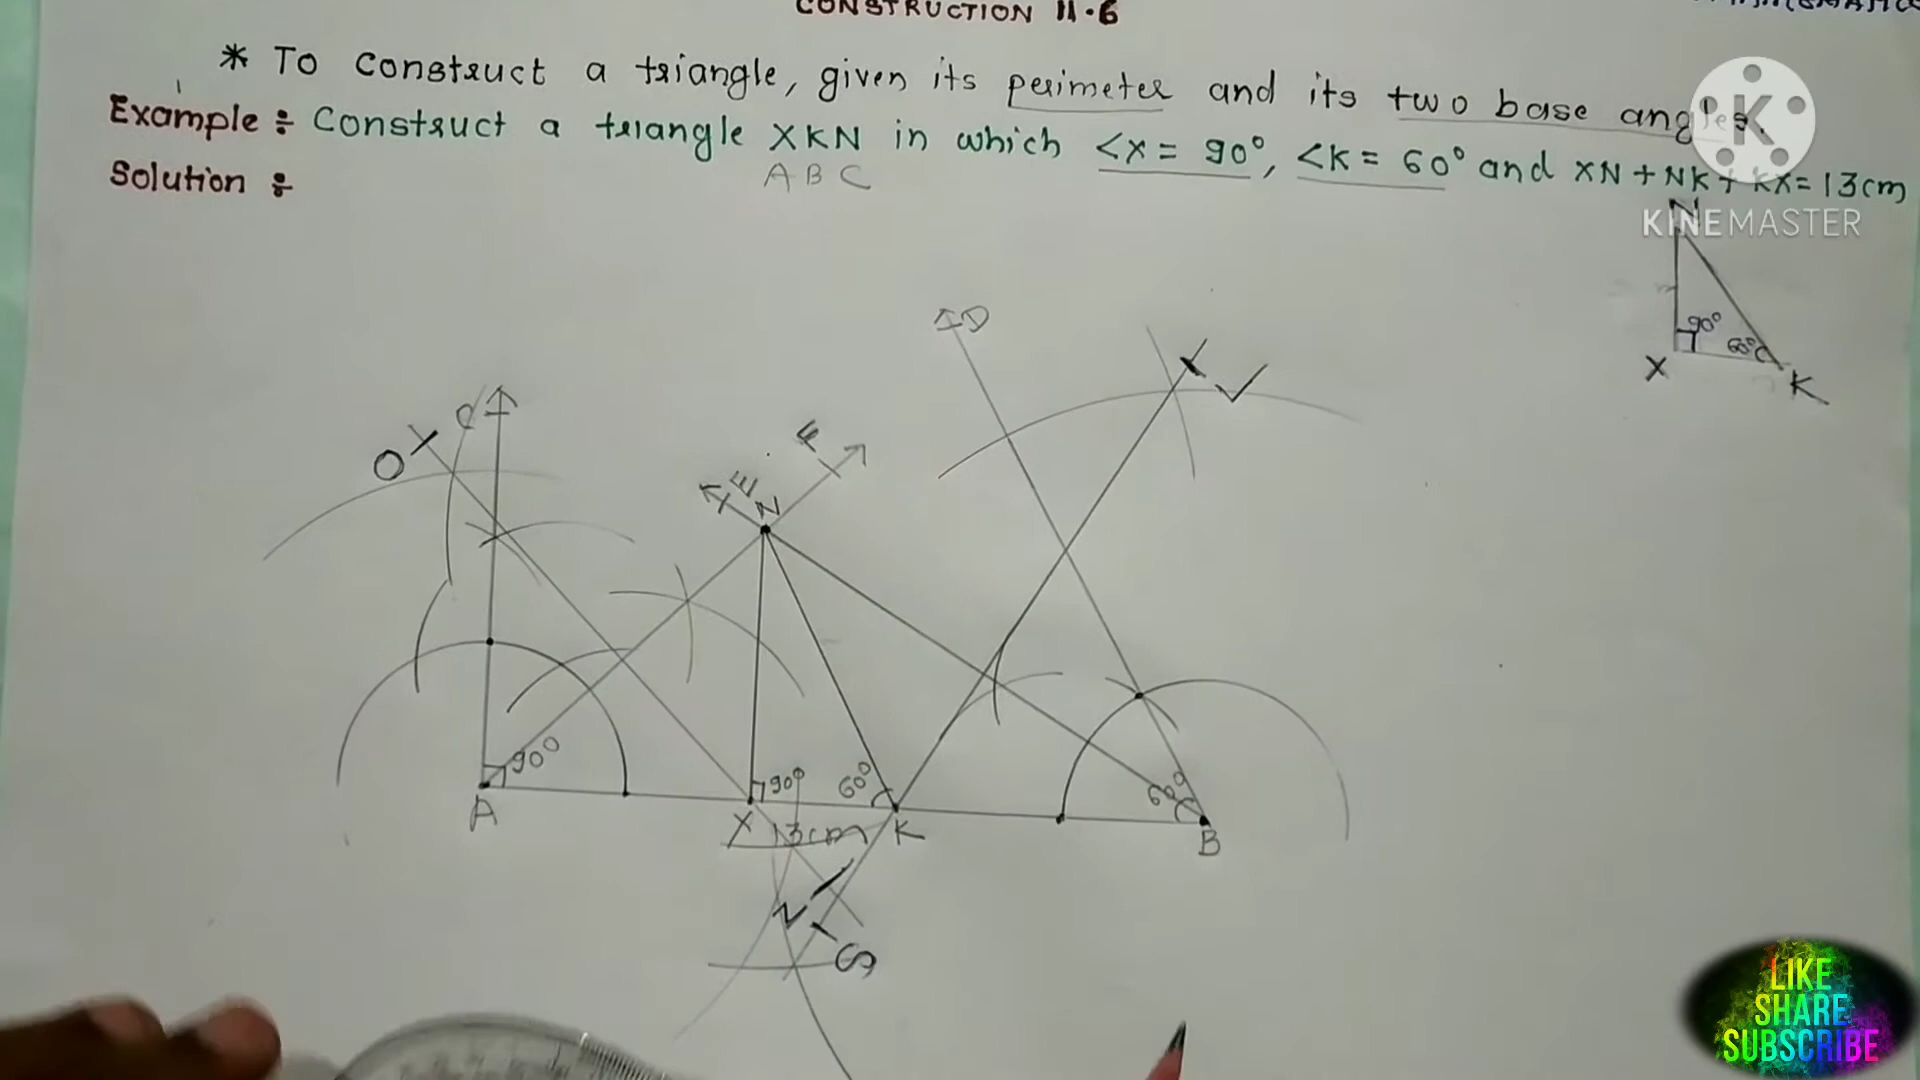 CONSTRUCTION 11.6
* To construct a triangle, given its perimeter and its two base angles.
Example ÷ Construct a triangle XKN in which <X = 90°, <K = 60° and XN + NK + KX = 13cm
A B C
Solution ÷
KINEMASTER
N
90° 60°
X K
D
C
O
F
E
N
90°
90° 60° 60°
A X 13cm K B
S
LIKE
SHARE
SUBSCRIBE